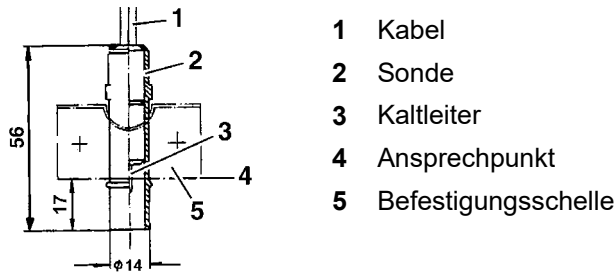 1
2
3
4
5
56
17
ϕ14
1 Kabel
2 Sonde
3 Kaltleiter
4 Ansprechpunkt
5 Befestigungsschelle